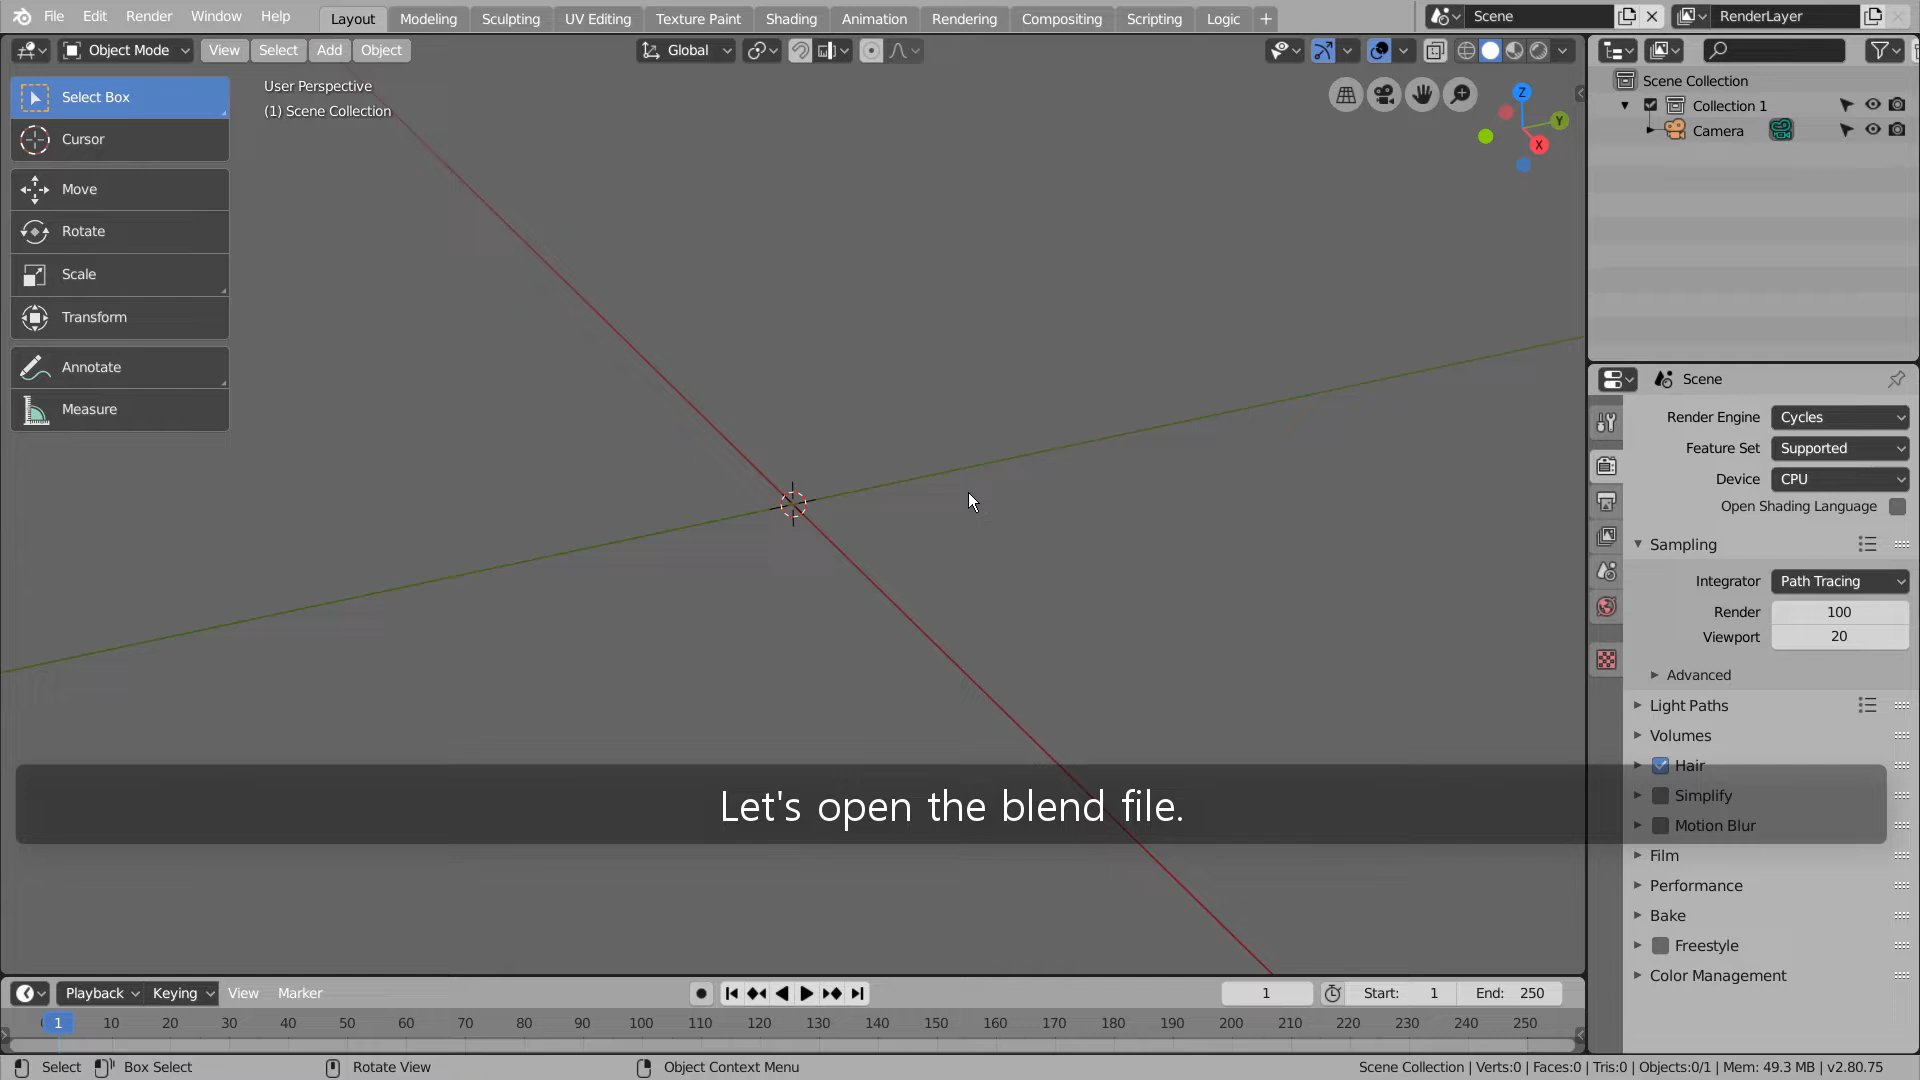 File Edit Render Window Help Layout Modeling Sculpting UV Editing Texture Paint Shading Animation Rendering Compositing Scripting Logic + Scene RenderLayer
Object Mode View Select Add Object Global
Select Box
Cursor
Move
Rotate
Scale
Transform
Annotate
Measure
User Perspective
(1) Scene Collection
Z
Y
X
Scene Collection
Collection 1
Camera
Scene
Render Engine Cycles
Feature Set Supported
Device CPU
Open Shading Language
Sampling
Integrator Path Tracing
Render 100
Viewport 20
Advanced
Light Paths
Volumes
Hair
Simplify
Motion Blur
Film
Performance
Bake
Freestyle
Color Management
Let's open the blend file.
Playback Keying View Marker 1 Start: 1 End: 250
1 10 20 30 40 50 60 70 80 90 100 110 120 130 140 150 160 170 180 190 200 210 220 230 240 250
Select Box Select Rotate View Object Context Menu Scene Collection | Verts:0 | Faces:0 | Tris:0 | Objects:0/1 | Mem: 49.3 MB | v2.80.75